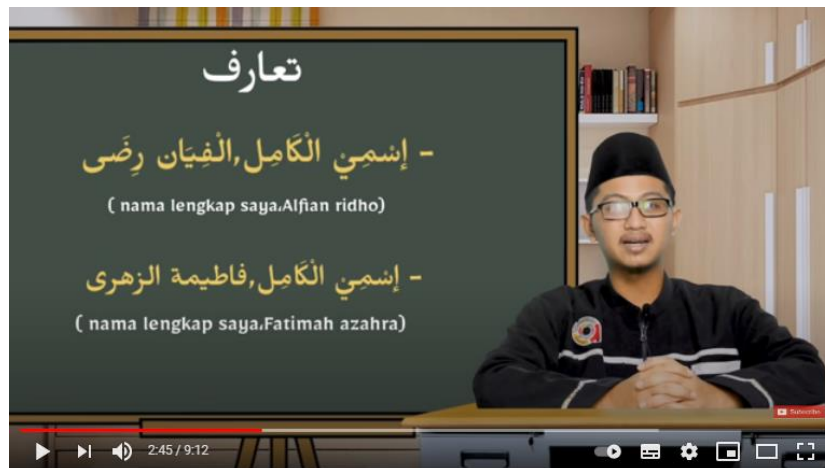 تعارف
- إسْمِيْ الْكَامِل,الْفِيَان رِضَى
( nama lengkap saya,Alfian ridho)
- إسْمِيْ الْكَامِل,فاطيمة الزهرى
( nama lengkap saya,Fatimah azahra)
Subscribe
2:45 / 9:12